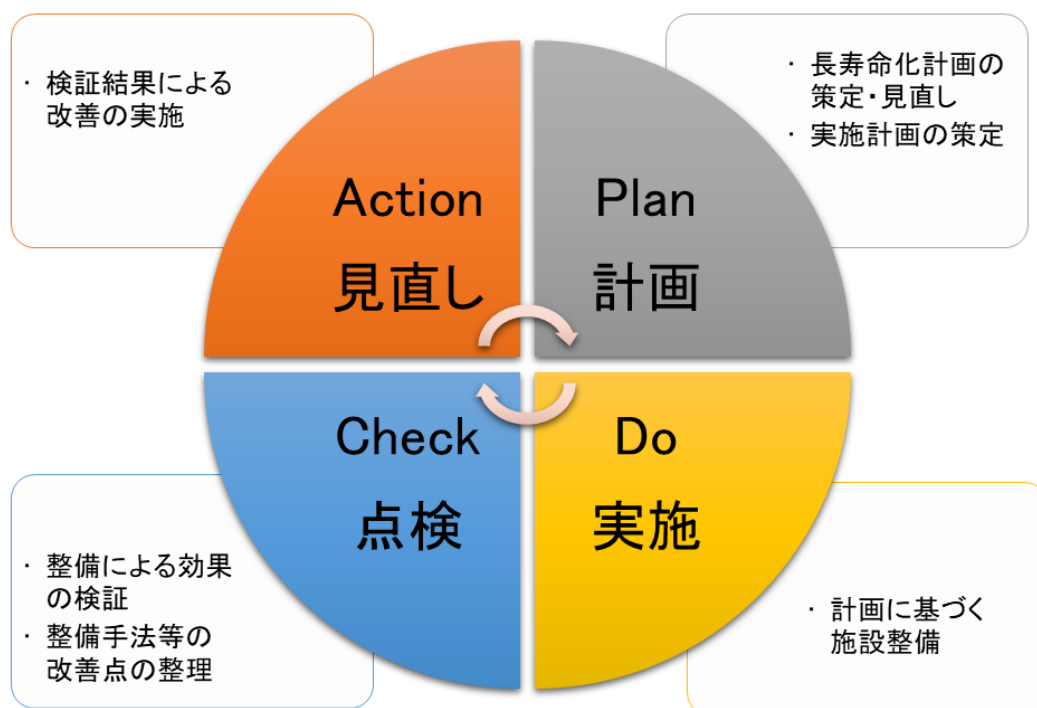 ・ 検証結果による
改善の実施
Action
見直し
Plan
計画
・ 長寿命化計画の
策定・見直し
・ 実施計画の策定
Check
点検
Do
実施
・ 整備による効果
の検証
・ 整備手法等の
改善点の整理
・ 計画に基づく
施設整備